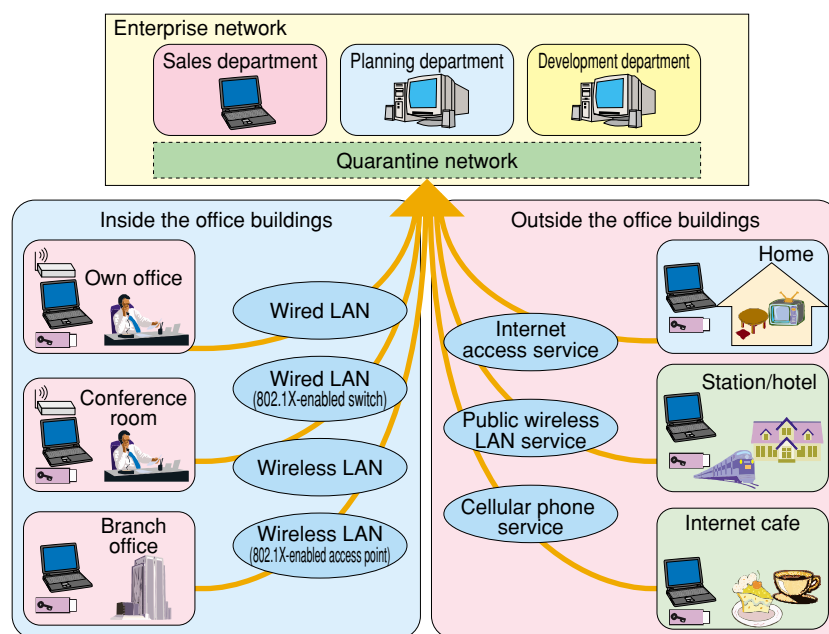 Enterprise network
Sales department
Planning department
Development department
Quarantine network
Inside the office buildings
Own office
Conference
room
Branch
office
Wired LAN
Wired LAN
(802.1X-enabled switch)
Wireless LAN
Wireless LAN
(802.1X-enabled access point)
Outside the office buildings
Internet
access service
Public wireless
LAN service
Cellular phone
service
Home
Station/hotel
Internet cafe